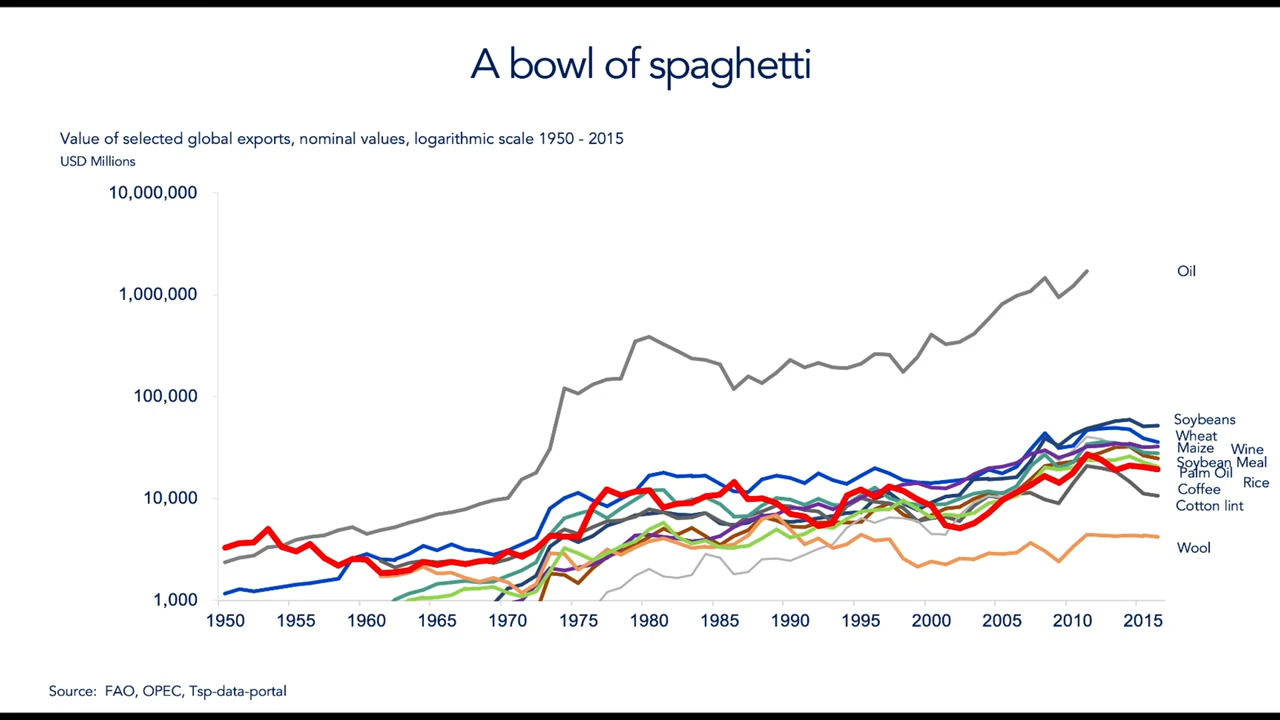 A bowl of spaghetti
Value of selected global exports, nominal values, logarithmic scale 1950 - 2015
USD Millions
10,000,000
1,000,000
100,000
10,000
1,000
Oil
Soybeans
Wheat
Maize Wine
Soybean Meal
Palm Oil
Rice
Coffee
Cotton lint
Wool
1950 1955 1960 1965 1970 1975 1980 1985 1990 1995 2000 2005 2010 2015
Source: FAO, OPEC, Tsp-data-portal